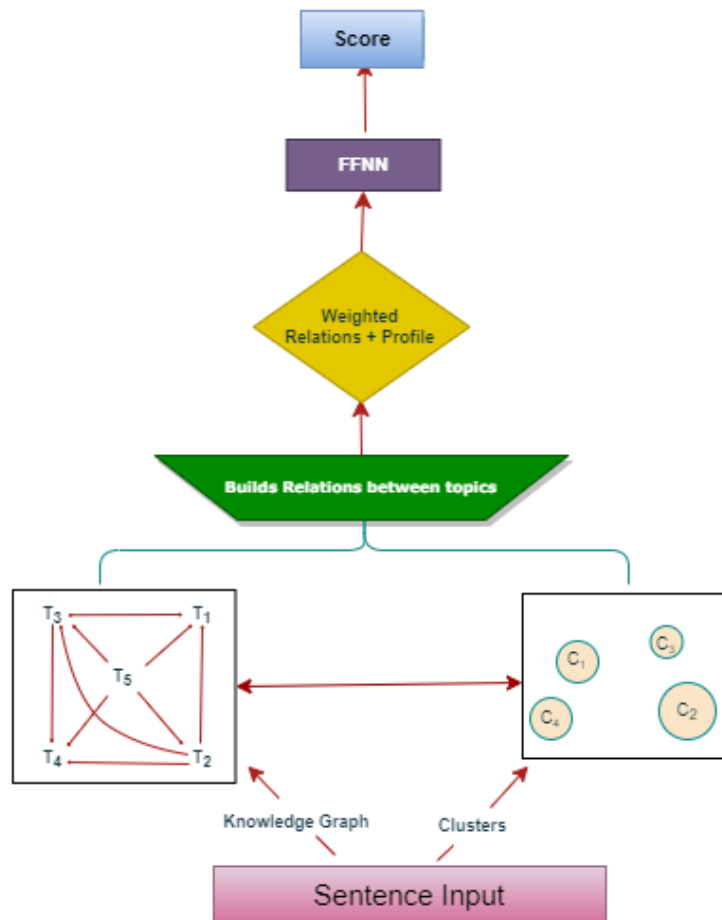 Score
FFNN
Weighted
Relations + Profile
Builds Relations between topics
T3 T1
T5
T4 T2
C3
C1
C2
C4
Knowledge Graph
Clusters
Sentence Input